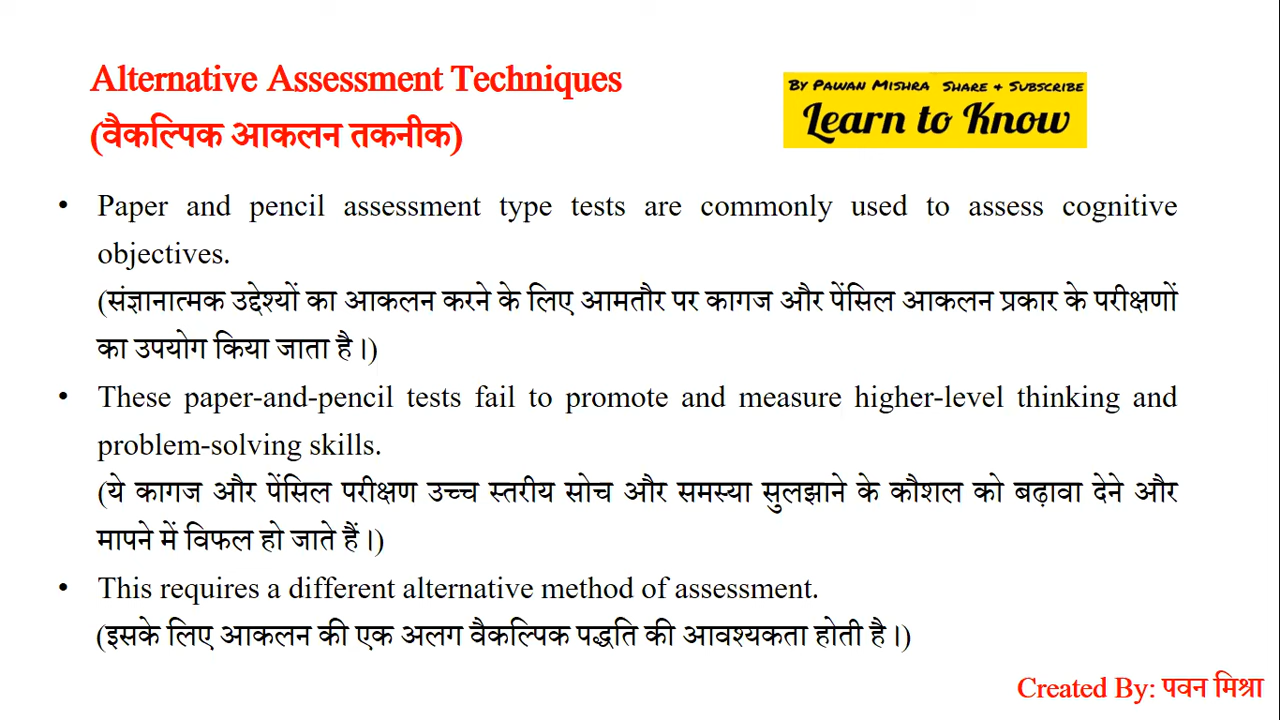 Alternative Assessment Techniques
(वैकल्पिक आकलन तकनीक)
By Pawan Mishra Share & Subscribe
Learn to Know
• Paper and pencil assessment type tests are commonly used to assess cognitive
objectives.
(संज्ञानात्मक उद्देश्यों का आकलन करने के लिए आमतौर पर कागज और पेंसिल आकलन प्रकार के परीक्षणों
का उपयोग किया जाता है।)
• These paper-and-pencil tests fail to promote and measure higher-level thinking and
problem-solving skills.
(ये कागज और पेंसिल परीक्षण उच्च स्तरीय सोच और समस्या सुलझाने के कौशल को बढ़ावा देने और
मापने में विफल हो जाते हैं।)
• This requires a different alternative method of assessment.
(इसके लिए आकलन की एक अलग वैकल्पिक पद्धति की आवश्यकता होती है।)
Created By: पवन मिश्रा